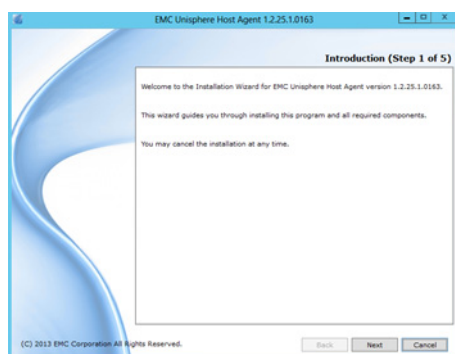 EMC Unisphere Host Agent 1.2.25.1.0163
Introduction (Step 1 of 5)
Welcome to the Installation Wizard for EMC Unisphere Host Agent version 1.2.25.1.0163.
This wizard guides you through installing this program and all required components.
You may cancel the installation at any time.
(C) 2013 EMC Corporation All Rights Reserved.
Back Next Cancel